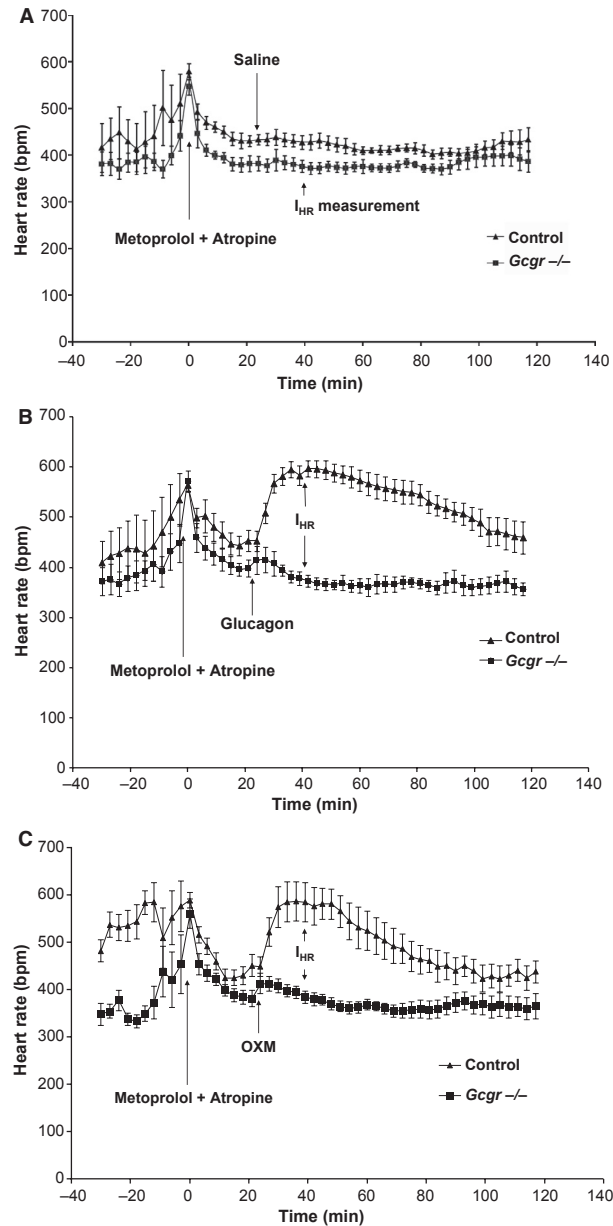 A
700
600
500
400
300
200
100
0
Heart rate (bpm)
Saline
I_HR measurement
Metoprolol + Atropine
Control
Gcgr –/–
–40 –20 0 20 40 60 80 100 120 140
Time (min)
B
700
600
500
400
300
200
100
0
Heart rate (bpm)
I_HR
Glucagon
Metoprolol + Atropine
Control
Gcgr –/–
–40 –20 0 20 40 60 80 100 120 140
Time (min)
C
700
600
500
400
300
200
100
0
Heart rate (bpm)
I_HR
OXM
Metoprolol + Atropine
Control
Gcgr –/–
–40 –20 0 20 40 60 80 100 120 140
Time (min)